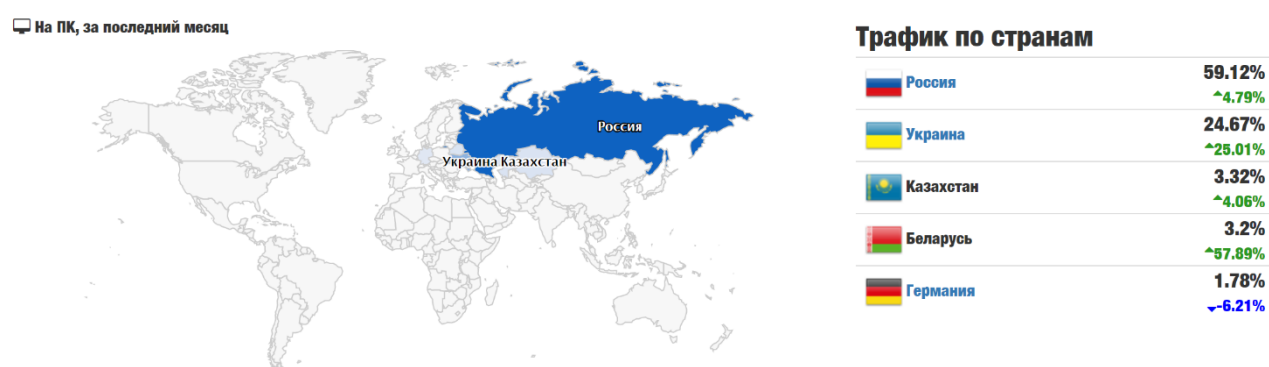 На ПК, за последний месяц
Россия
Украина Казахстан
Трафик по странам
Россия 59.12%
4.79%
Украина 24.67%
25.01%
Казахстан 3.32%
4.06%
Беларусь 3.2%
57.89%
Германия 1.78%
-6.21%